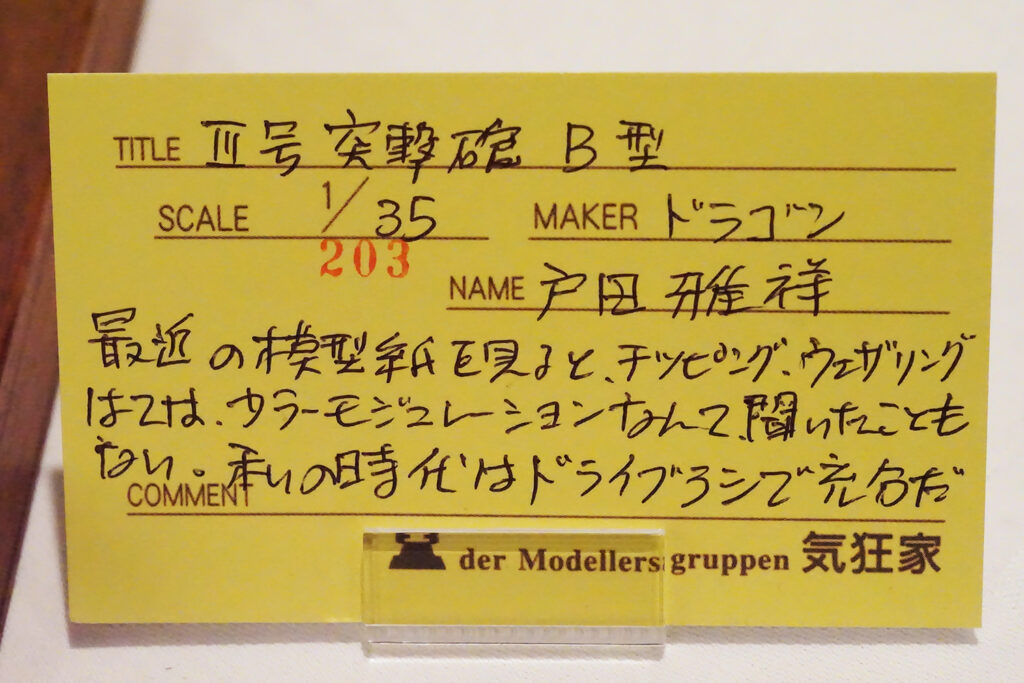 TITLE Ⅲ号突撃砲 B型
SCALE 1/35 MAKER ドラゴン
203
NAME 戸田雅祥
最近の模型紙を見ると、チッピング、ウェザリング
はては、カラーモジュレーションなんて、聞いたことも
ない。オレの時代はドライブラシで充分だ
COMMENT
der Modellers gruppen 気狂家